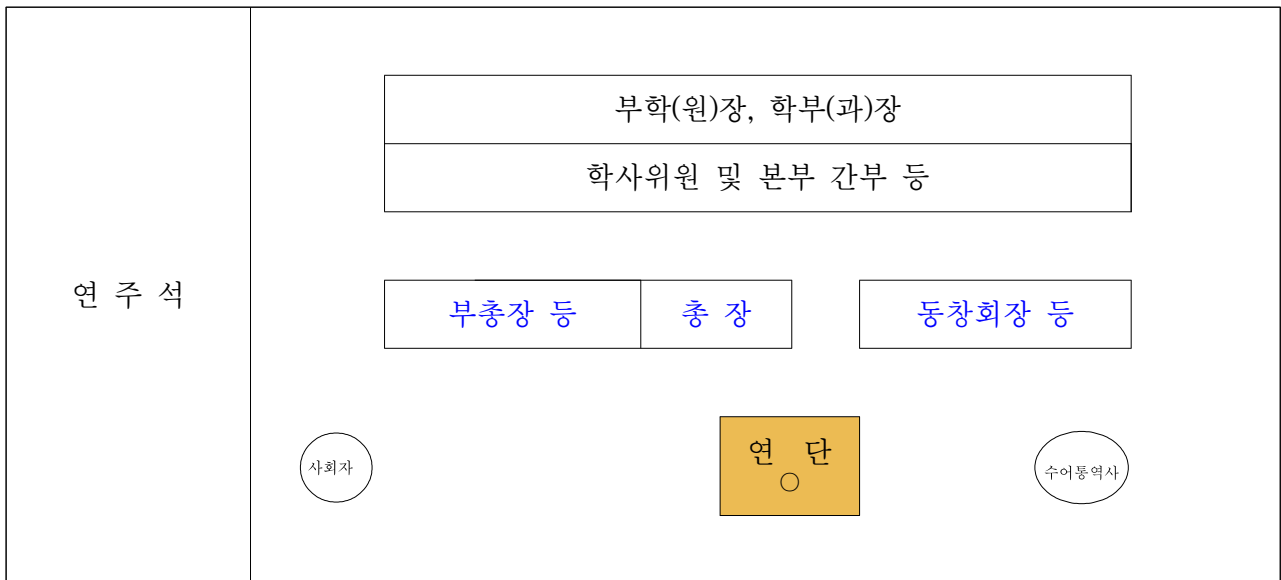 부학(원)장, 학부(과)장
학사위원 및 본부 간부 등
연 주 석
부총장 등
총 장
동창회장 등
사회자
연 단
○
수어통역사